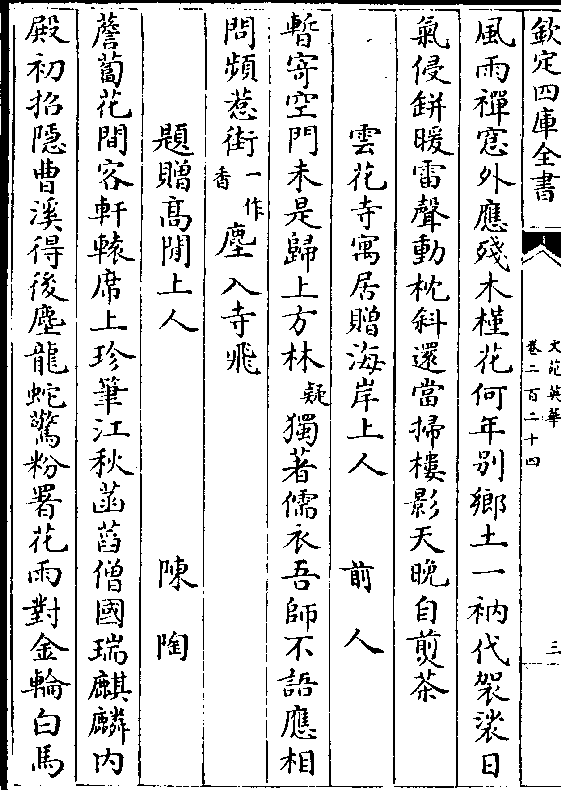 欽定四庫全書
文苑英華
卷二百二十四
三
風雨禪窓外應殘木槿花何年别鄉土一衲代袈裟日
氣侵缾暖雷聲動枕斜還當掃樓影天晚自煎茶
雲花寺寓居贈海岸上人 前人
暫寄空門未是歸上方林疑獨著儒衣吾師不語應相
問頻惹街一作香塵入寺飛
題贈高閒上人 陳陶
薝蔔花間客軒轅席上珍筆江秋菡萏僧國瑞麒麟内
殿初招隱曹溪得後塵龍蛇驚粉署花雨對金輪白馬